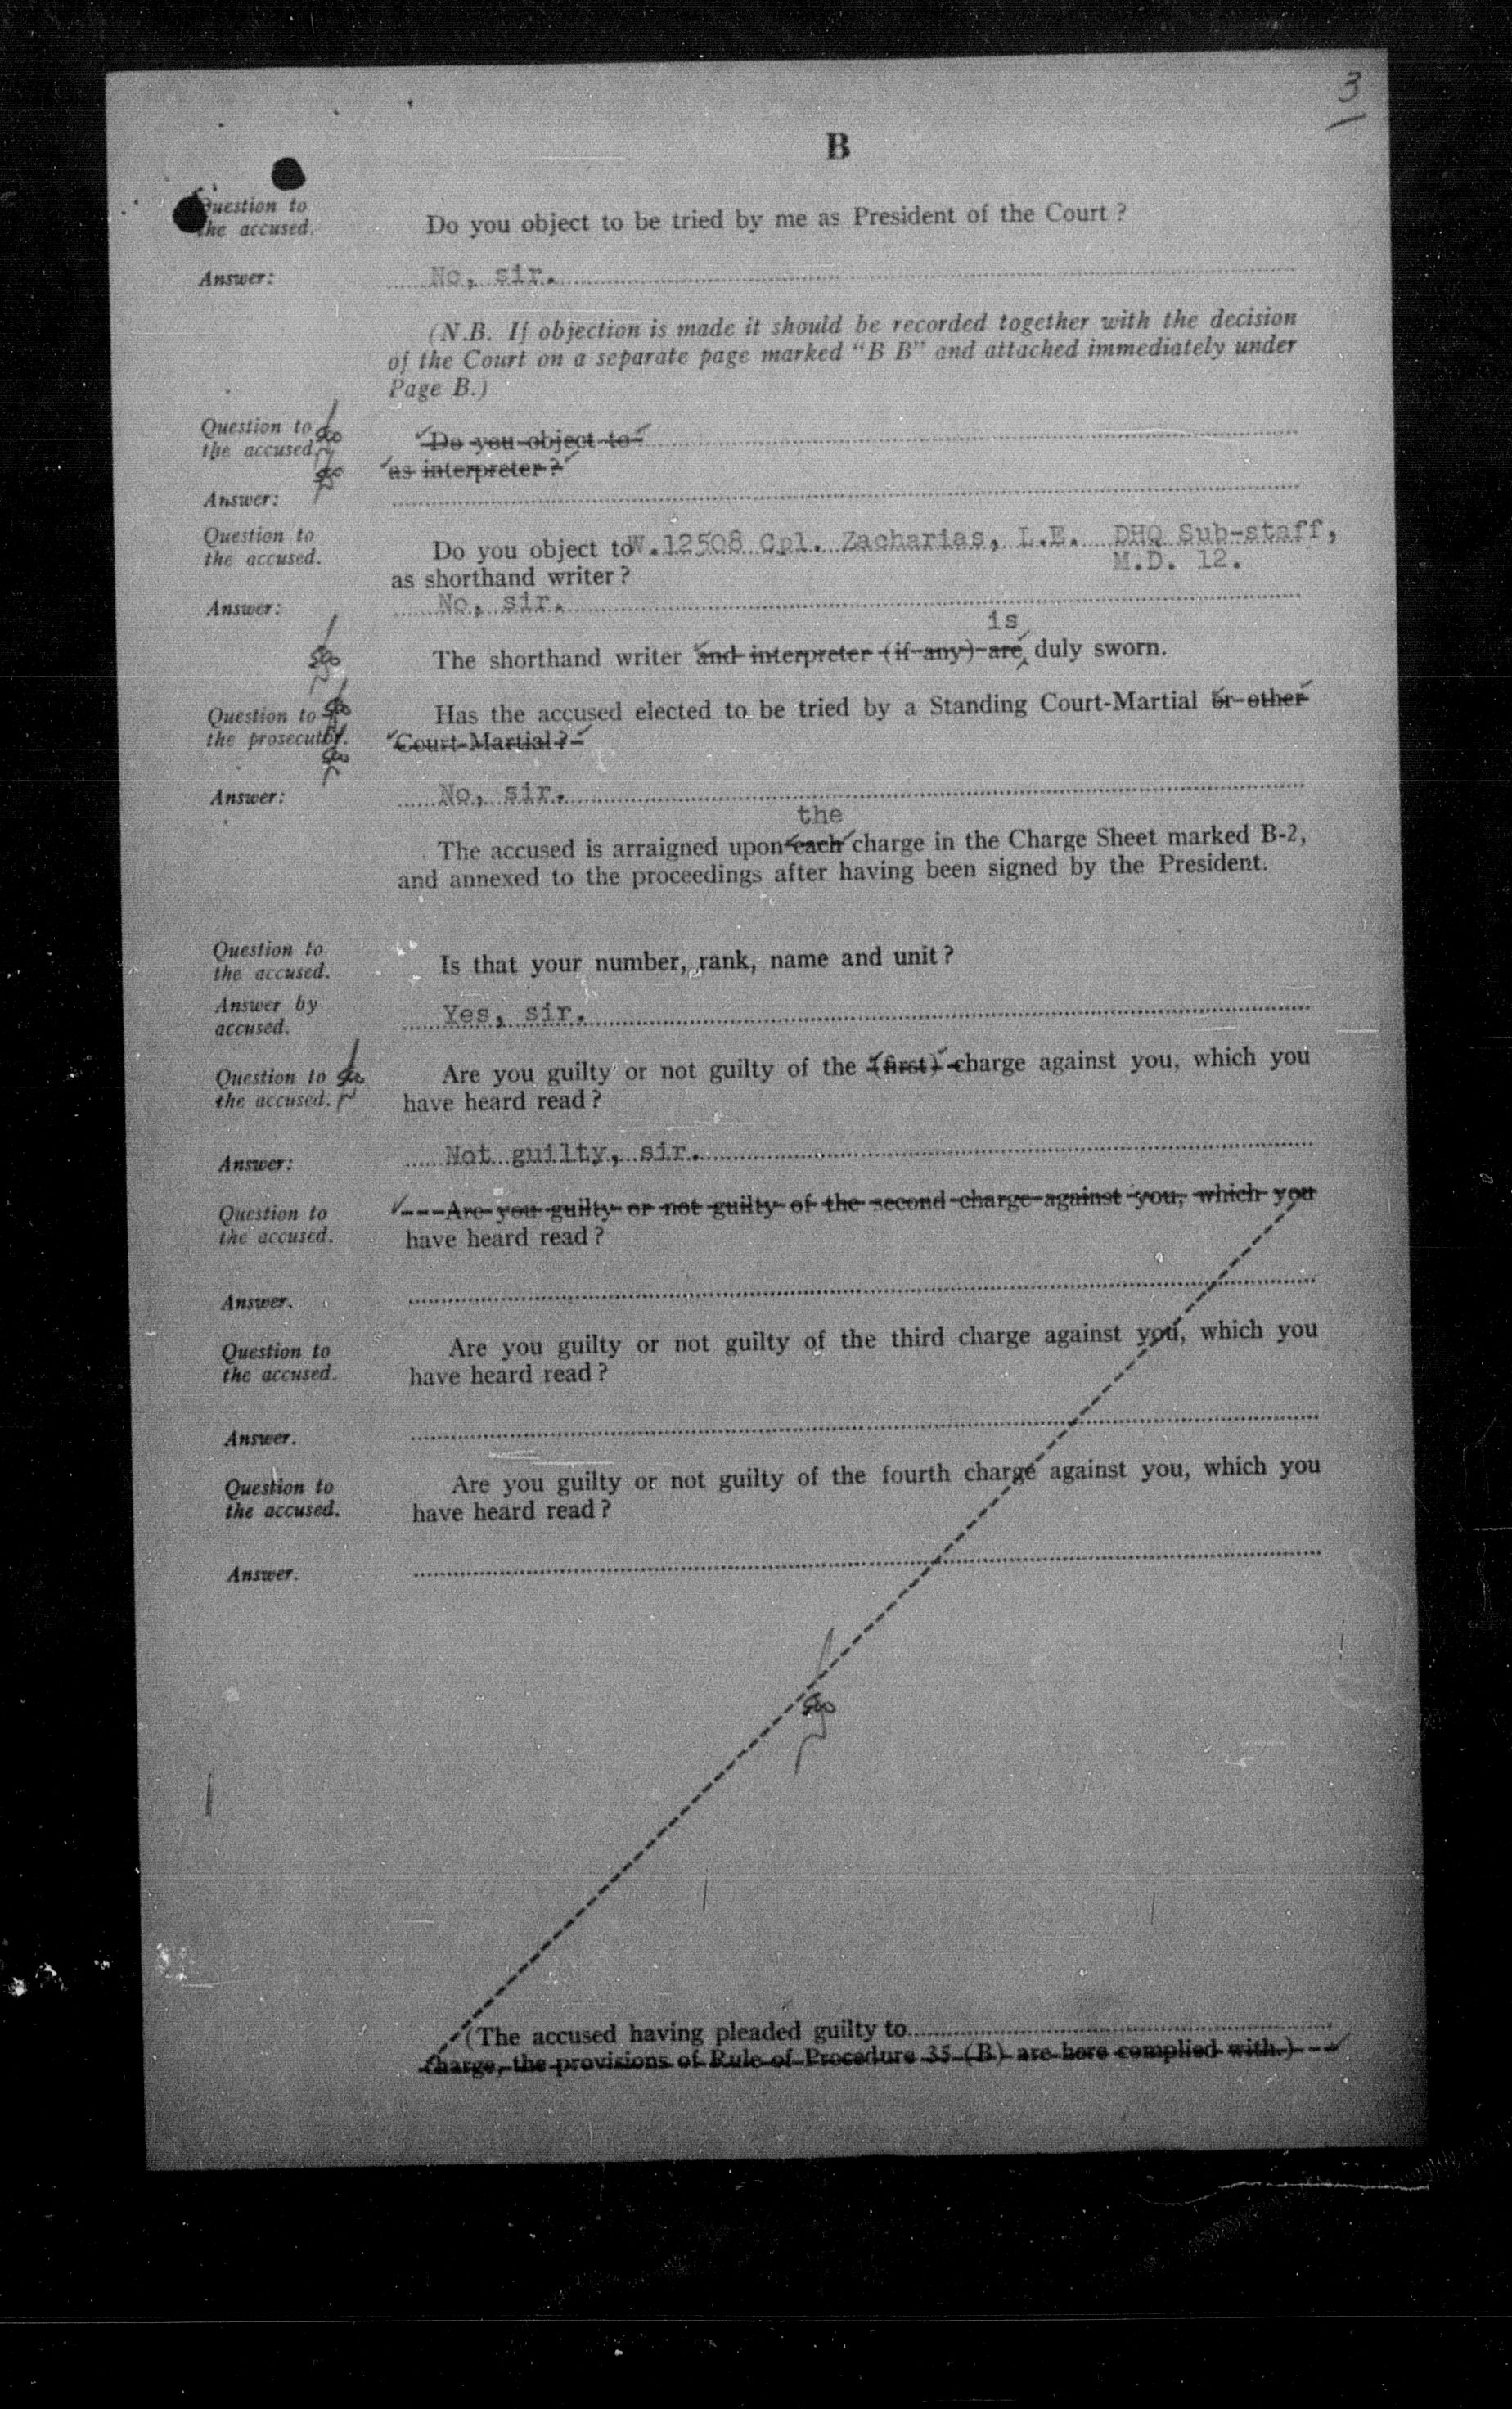 3
B
Question to
the accused.
Do you object to be tried by me as President of the Court ?
Answer:
No, sir.
(N.B. If objection is made it should be recorded together with the decision
of the Court on a separate page marked "B B" and attached immediately under
Page B.)
Question to
the accused.
Do you object to
as interpreter ?
Answer:
Question to
the accused.
Do you object to W.12508 Cpl. Zacharias, L.E. DHQ Sub-staff,
M.D. 12.
as shorthand writer ?
Answer:
No, sir.
is
The shorthand writer and interpreter (if any) are duly sworn.
Question to
the prosecutor.
Has the accused elected to be tried by a Standing Court-Martial or other
Court-Martial ?
Answer:
No, sir.
the
The accused is arraigned upon each charge in the Charge Sheet marked B-2,
and annexed to the proceedings after having been signed by the President.
Question to
the accused.
Is that your number, rank, name and unit ?
Answer by
accused.
Yes, sir.
Question to
the accused.
Are you guilty or not guilty of the (first) charge against you, which you
have heard read ?
Answer:
Not guilty, sir.
Question to
the accused.
Are you guilty or not guilty of the second charge against you, which you
have heard read ?
Answer.
Question to
the accused.
Are you guilty or not guilty of the third charge against you, which you
have heard read ?
Answer.
Question to
the accused.
Are you guilty or not guilty of the fourth charge against you, which you
have heard read ?
Answer.
(The accused having pleaded guilty to
charge, the provisions of Rule of Procedure 35 (B) are here complied with.)